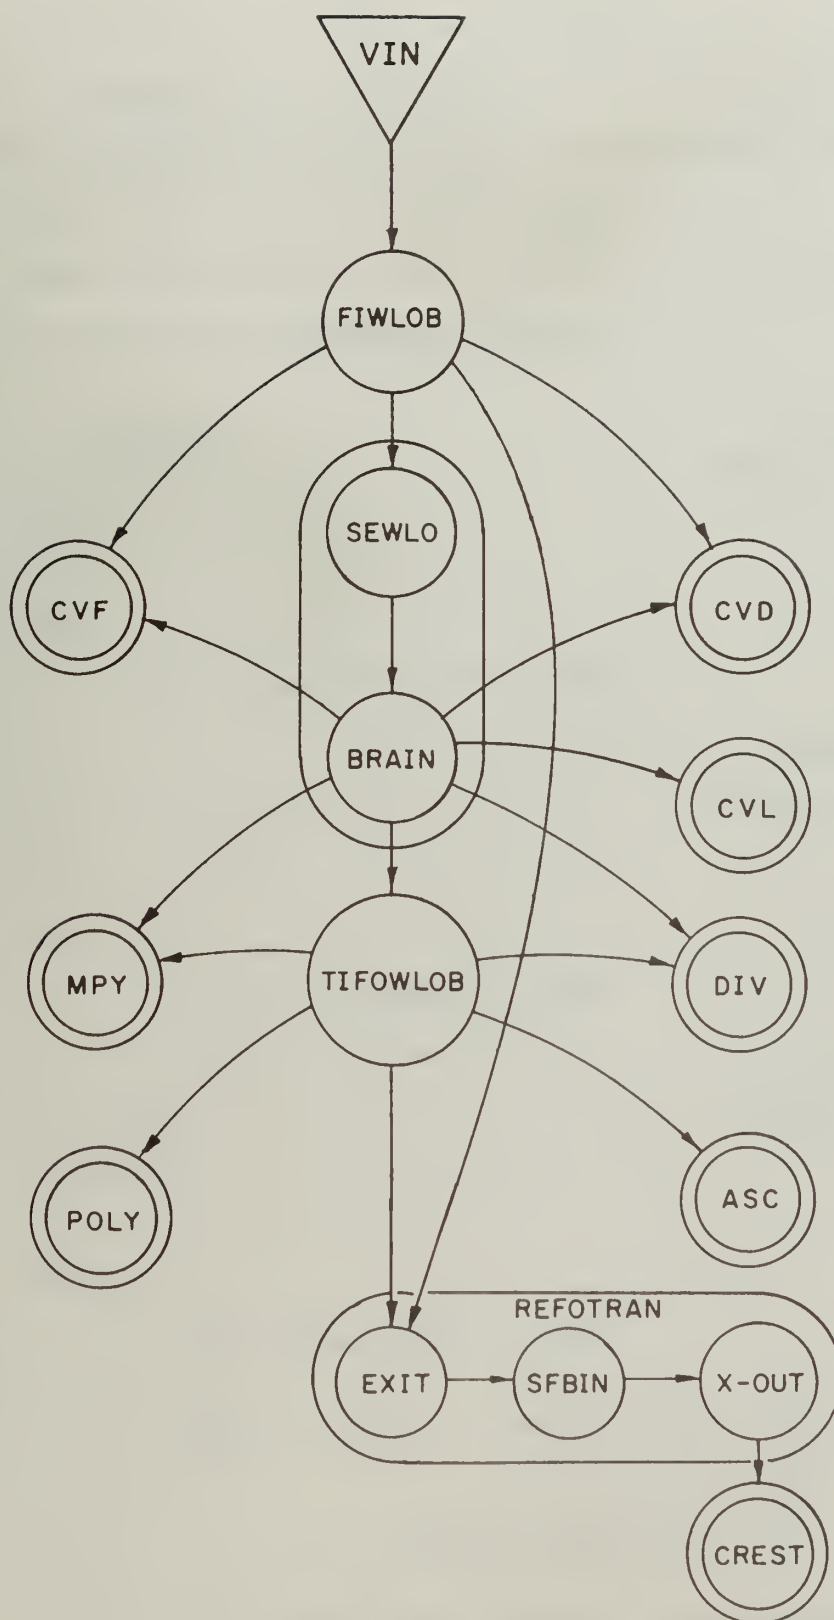 VIN
FIWLOB
SEWLO
CVF
CVD
BRAIN
CVL
MPY
TIFOWLOB
DIV
POLY
ASC
REFOTRAN
EXIT
SFBIN
X-OUT
CREST